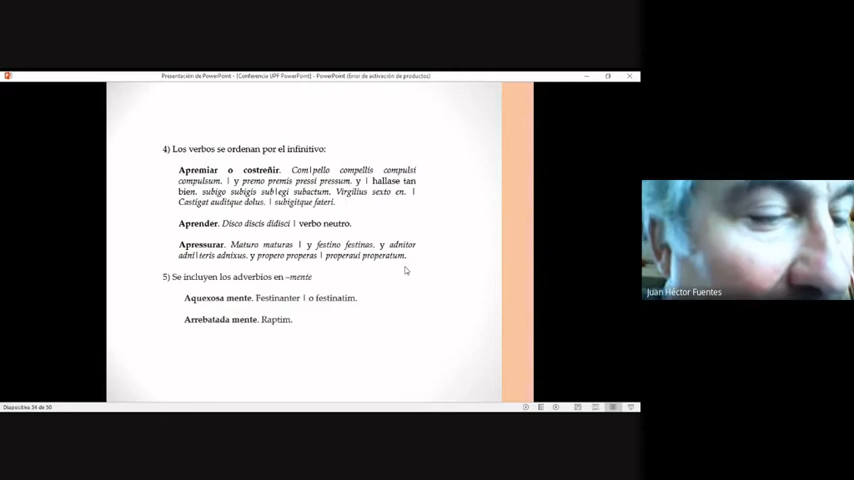 Presentación de PowerPoint - [Conferencia UPF PowerPoint] - PowerPoint (Error de activación de productos)
4) Los verbos se ordenan por el infinitivo:
Apremiar o costreñir. Com|pello compellis compulsi
compulsum. | y premo premis pressi pressum. y | hallase tan
bien. subigo subigis sub|egi subactum. Virgilius sexto en. |
Castigat auditque dolus. | subigitque fateri.
Aprender. Disco discis didisci | verbo neutro.
Apressurar. Maturo maturas | y festino festinas. y adnitor
adni|teris adnixus. y propero properas | properaui properatum.
5) Se incluyen los adverbios en –mente
Aquexosa mente. Festinanter | o festinatim.
Arrebatada mente. Raptim.
Juan Héctor Fuentes
Diapositiva 34 de 50